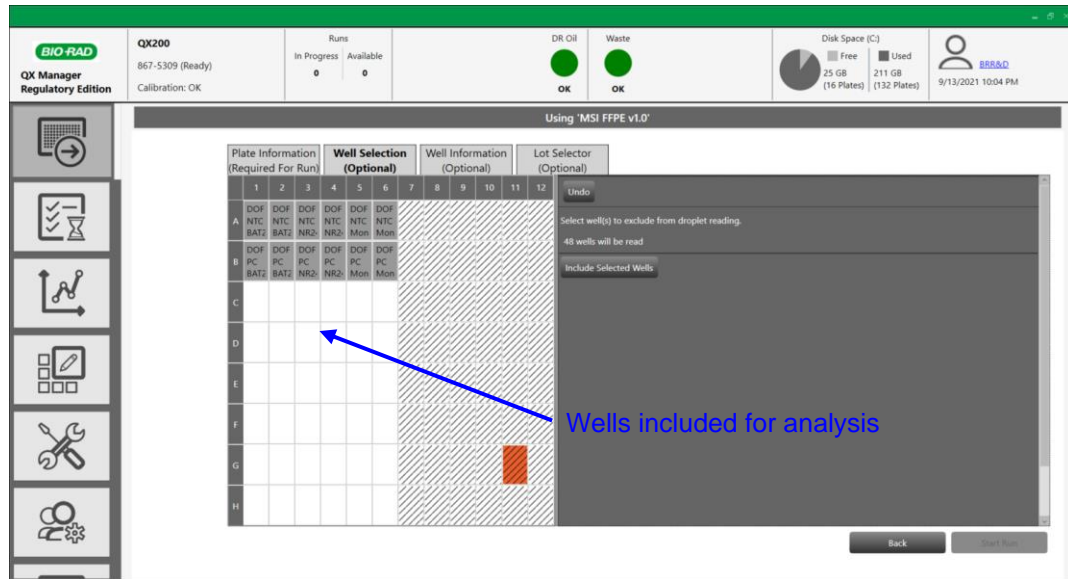 BIO-RAD
QX Manager
Regulatory Edition
QX200
867-5309 (Ready)
Calibration: OK
Runs
In Progress Available
0 0
DR Oil Waste
OK OK
Disk Space (C:)
Free Used
25 GB 211 GB
(16 Plates) (132 Plates)
BRR&D
9/13/2021 10:04 PM
Using 'MSI FFPE v1.0'
Plate Information Well Selection Well Information Lot Selector
(Required For Run) (Optional) (Optional) (Optional)
1 2 3 4 5 6 7 8 9 10 11 12
A DOF DOF DOF DOF DOF DOF
NTC NTC NTC NTC NTC NTC
BAT2 BAT2 NR2- NR2- Mon Mon
B DOF DOF DOF DOF DOF DOF
PC PC PC PC PC PC
BAT2 BAT2 NR2- NR2- Mon Mon
C
D
E
F
G
H
Undo
Select well(s) to exclude from droplet reading.
48 wells will be read
Include Selected Wells
Wells included for analysis
Back Start Run